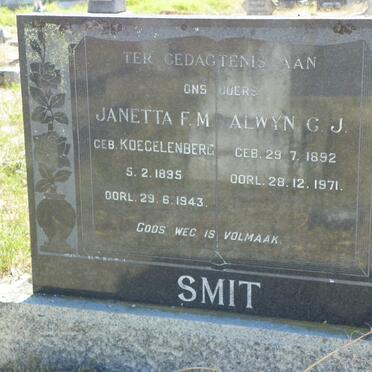 TER GEDAGTENIS AAN
ONS OUERS
JANETTA F.M. ALWYN G.J.
GEB. KOEGELENBERG GEB. 29.7.1892
5.2.1895 OORL. 28.12.1971.
OORL. 29.6.1943.
GODS WEG IS VOLMAAK.
SMIT